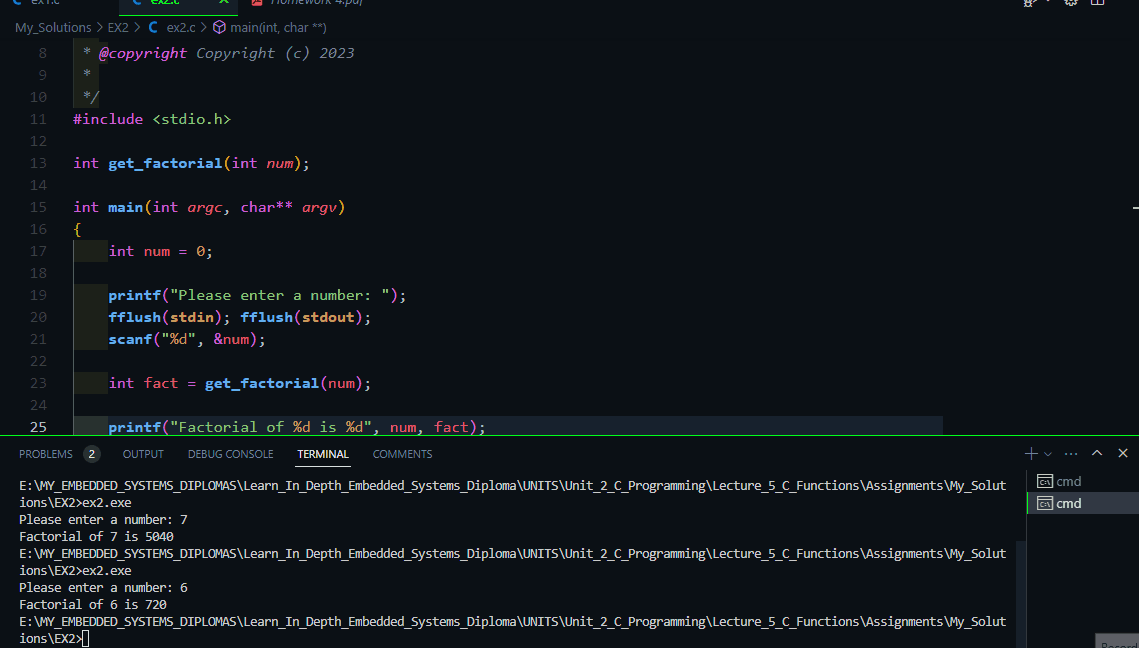 ex1.c ex2.c Homework 4.pdf
My_Solutions > EX2 > C ex2.c > main(int, char **)
8 * @copyright Copyright (c) 2023
9 *
10 */
11 #include <stdio.h>
12
13 int get_factorial(int num);
14
15 int main(int argc, char** argv)
16 {
17 int num = 0;
18
19 printf("Please enter a number: ");
20 fflush(stdin); fflush(stdout);
21 scanf("%d", &num);
22
23 int fact = get_factorial(num);
24
25 printf("Factorial of %d is %d", num, fact);
PROBLEMS 2 OUTPUT DEBUG CONSOLE TERMINAL COMMENTS
E:\MY_EMBEDDED_SYSTEMS_DIPLOMAS\Learn_In_Depth_Embedded_Systems_Diploma\UNITS\Unit_2_C_Programming\Lecture_5_C_Functions\Assignments\My_Solut
ions\EX2>ex2.exe
Please enter a number: 7
Factorial of 7 is 5040
E:\MY_EMBEDDED_SYSTEMS_DIPLOMAS\Learn_In_Depth_Embedded_Systems_Diploma\UNITS\Unit_2_C_Programming\Lecture_5_C_Functions\Assignments\My_Solut
ions\EX2>ex2.exe
Please enter a number: 6
Factorial of 6 is 720
E:\MY_EMBEDDED_SYSTEMS_DIPLOMAS\Learn_In_Depth_Embedded_Systems_Diploma\UNITS\Unit_2_C_Programming\Lecture_5_C_Functions\Assignments\My_Solut
ions\EX2>
cmd
cmd